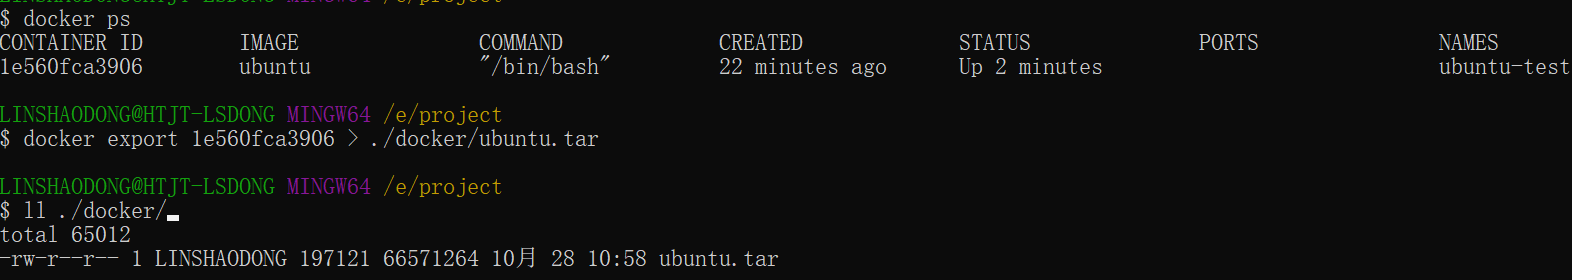 $ docker ps
CONTAINER ID        IMAGE               COMMAND             CREATED             STATUS              PORTS               NAMES
1e560fca3906        ubuntu              "/bin/bash"         22 minutes ago      Up 2 minutes                            ubuntu-test
LINSHAODONG@HTJT-LSDONG MINGW64 /e/project
$ docker export 1e560fca3906 > ./docker/ubuntu.tar
LINSHAODONG@HTJT-LSDONG MINGW64 /e/project
$ ll ./docker/
total 65012
-rw-r--r-- 1 LINSHAODONG 197121 66571264 10月 28 10:58 ubuntu.tar